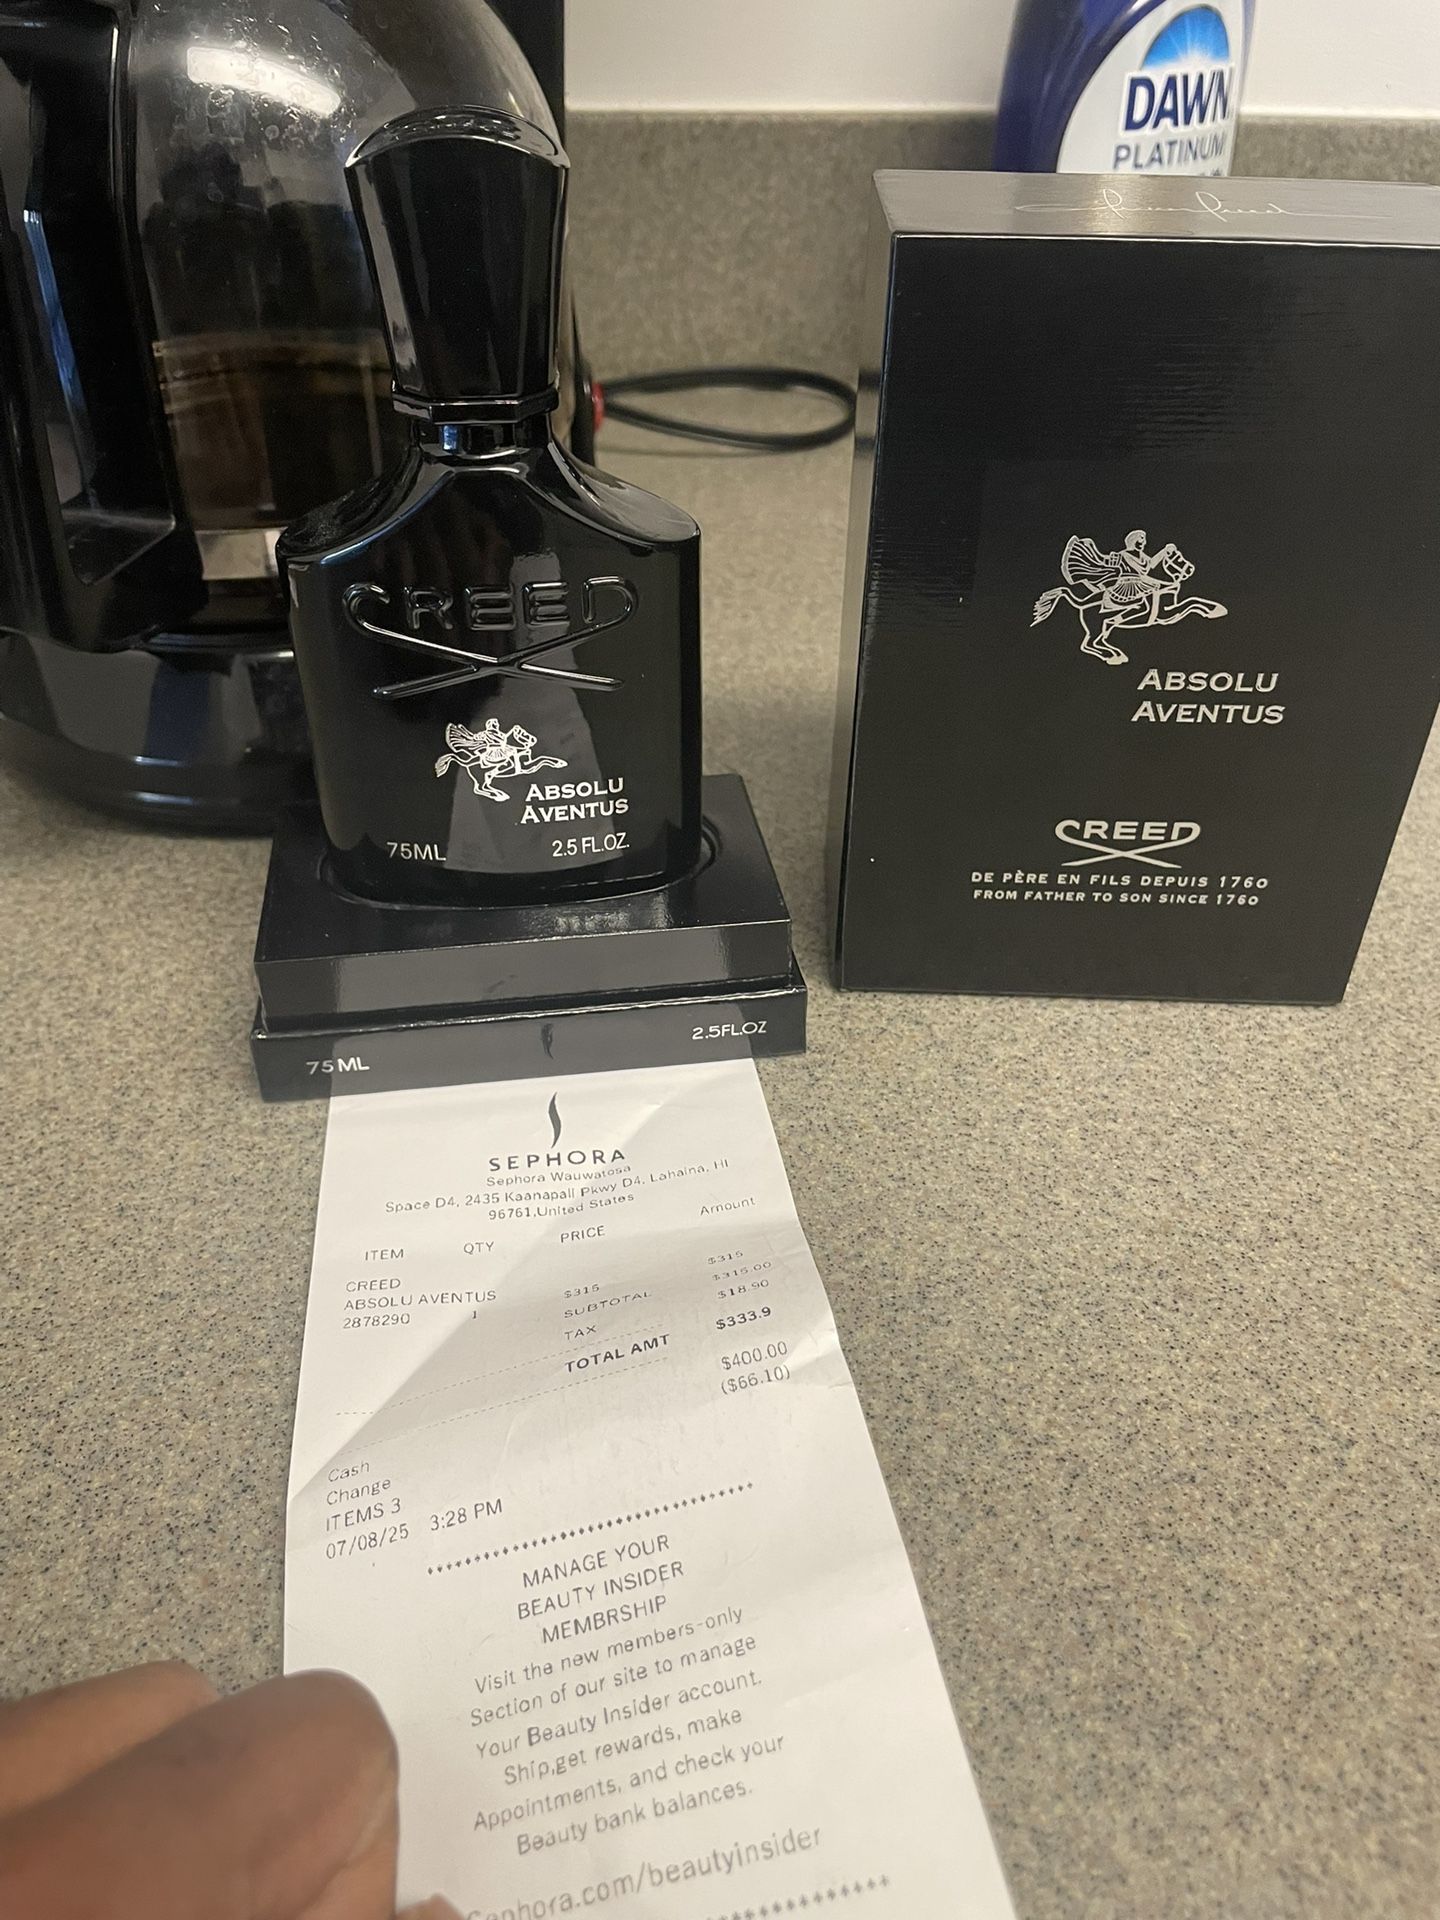 DAWN
PLATINUM
CREED
ABSOLU
AVENTUS
75ML 2.5 FL.OZ.
75ML 2.5FL.OZ
ABSOLU
AVENTUS
CREED
DE PÈRE EN FILS DEPUIS 1760
FROM FATHER TO SON SINCE 1760
SEPHORA
Sephora Wauwatosa
Space D4, 2435 Kaanapali Pkwy D4, Lahaina, HI
96761,United States
ITEM QTY PRICE Amount
CREED
ABSOLU AVENTUS $315 $315
2878290 1 SUBTOTAL $315.00
TAX $18.90
TOTAL AMT $333.9
Cash $400.00
Change ($66.10)
ITEMS 3
07/08/25 3:28 PM
MANAGE YOUR
BEAUTY INSIDER
MEMBRSHIP
Visit the new members-only
Section of our site to manage
Your Beauty Insider account.
Ship,get rewards, make
Appointments, and check your
Beauty bank balances.
Sephora.com/beautyinsider